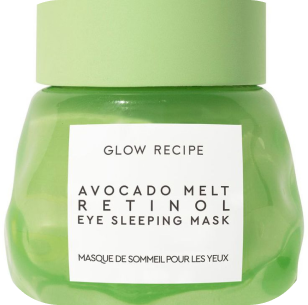 GLOW RECIPE
AVOCADO MELT
RETINOL
EYE SLEEPING MASK
MASQUE DE SOMMEIL POUR LES YEUX